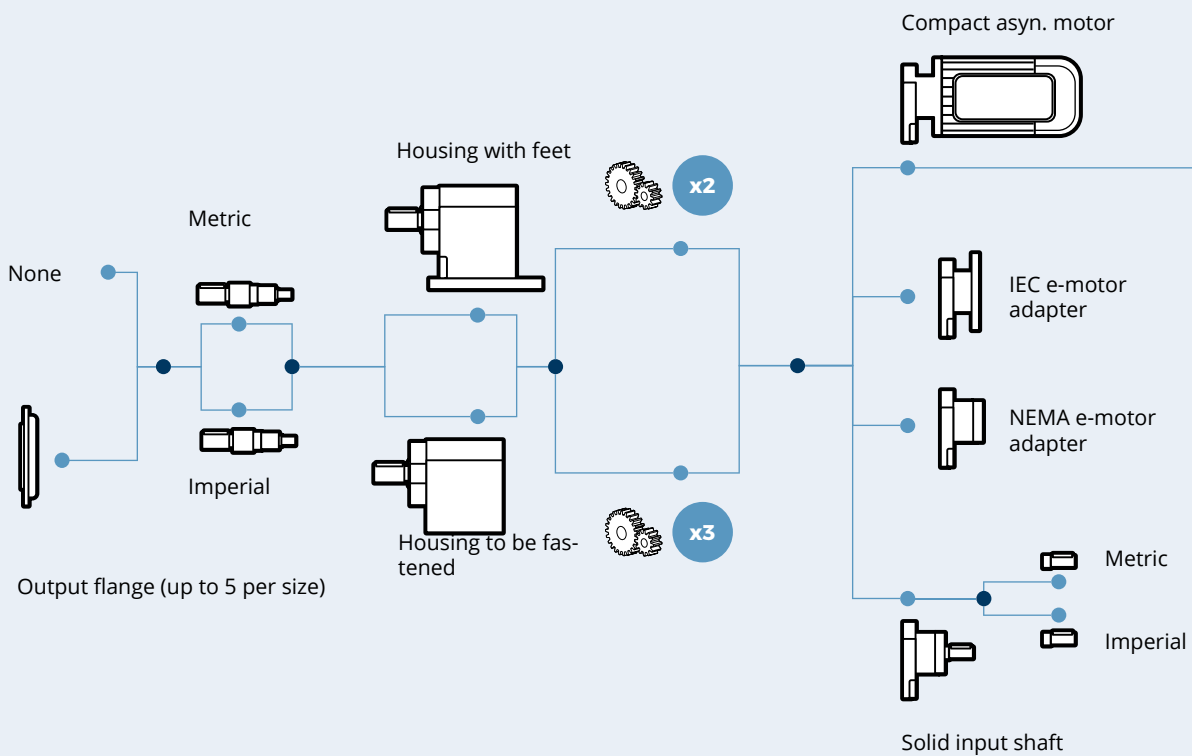 Compact asyn. motor
Housing with feet
x2
Metric
None
IEC e-motor
adapter
NEMA e-motor
adapter
Imperial
x3
Housing to be fas-
tened
Output flange (up to 5 per size)
Metric
Imperial
Solid input shaft